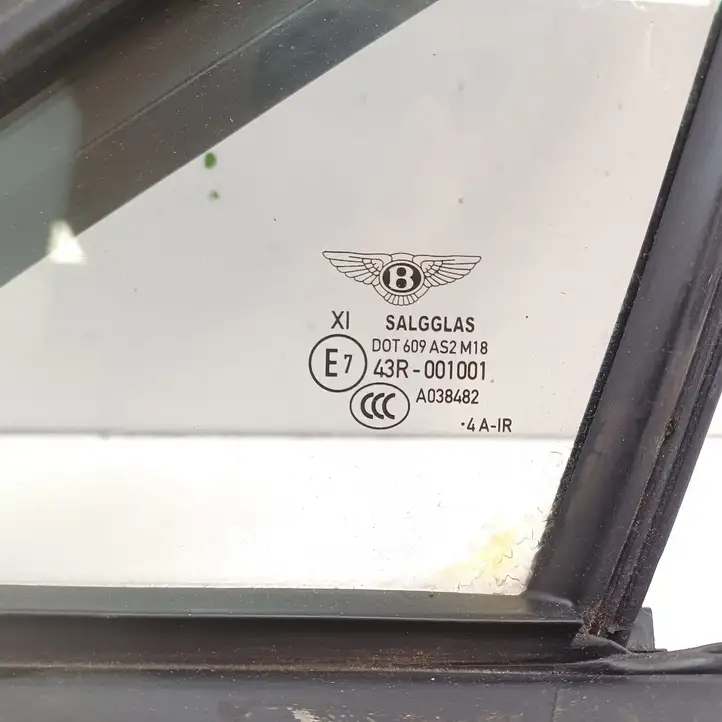 B
XI SALGGLAS
DOT 609 AS2 M18
E7 43R-001001
CCC A038482
·4 A-IR